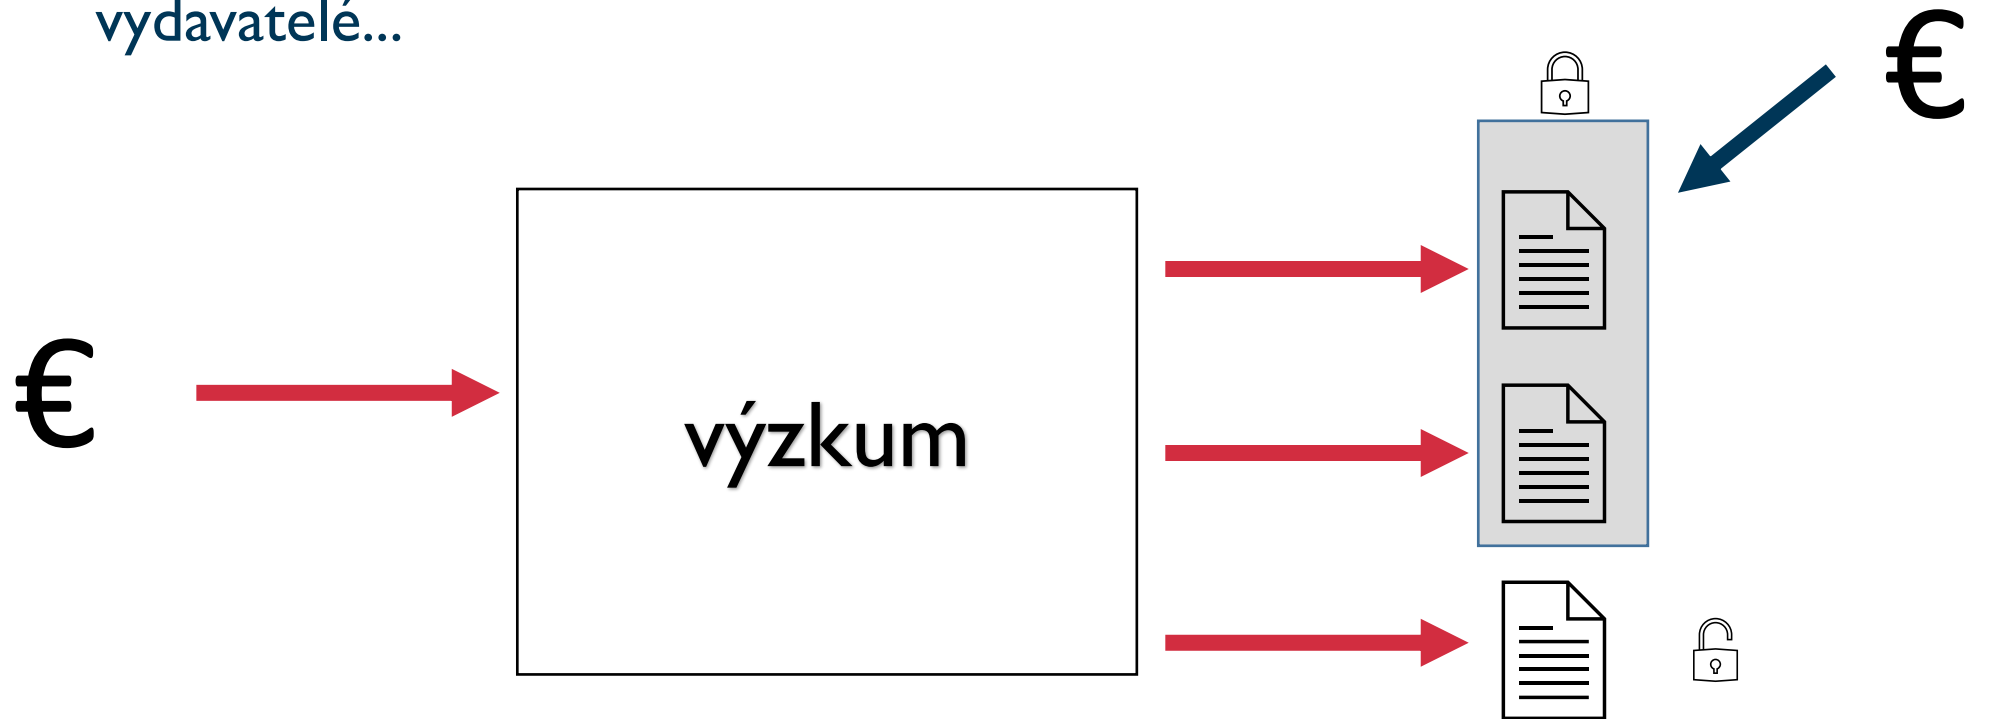 vydavatelé...
€
€
výzkum